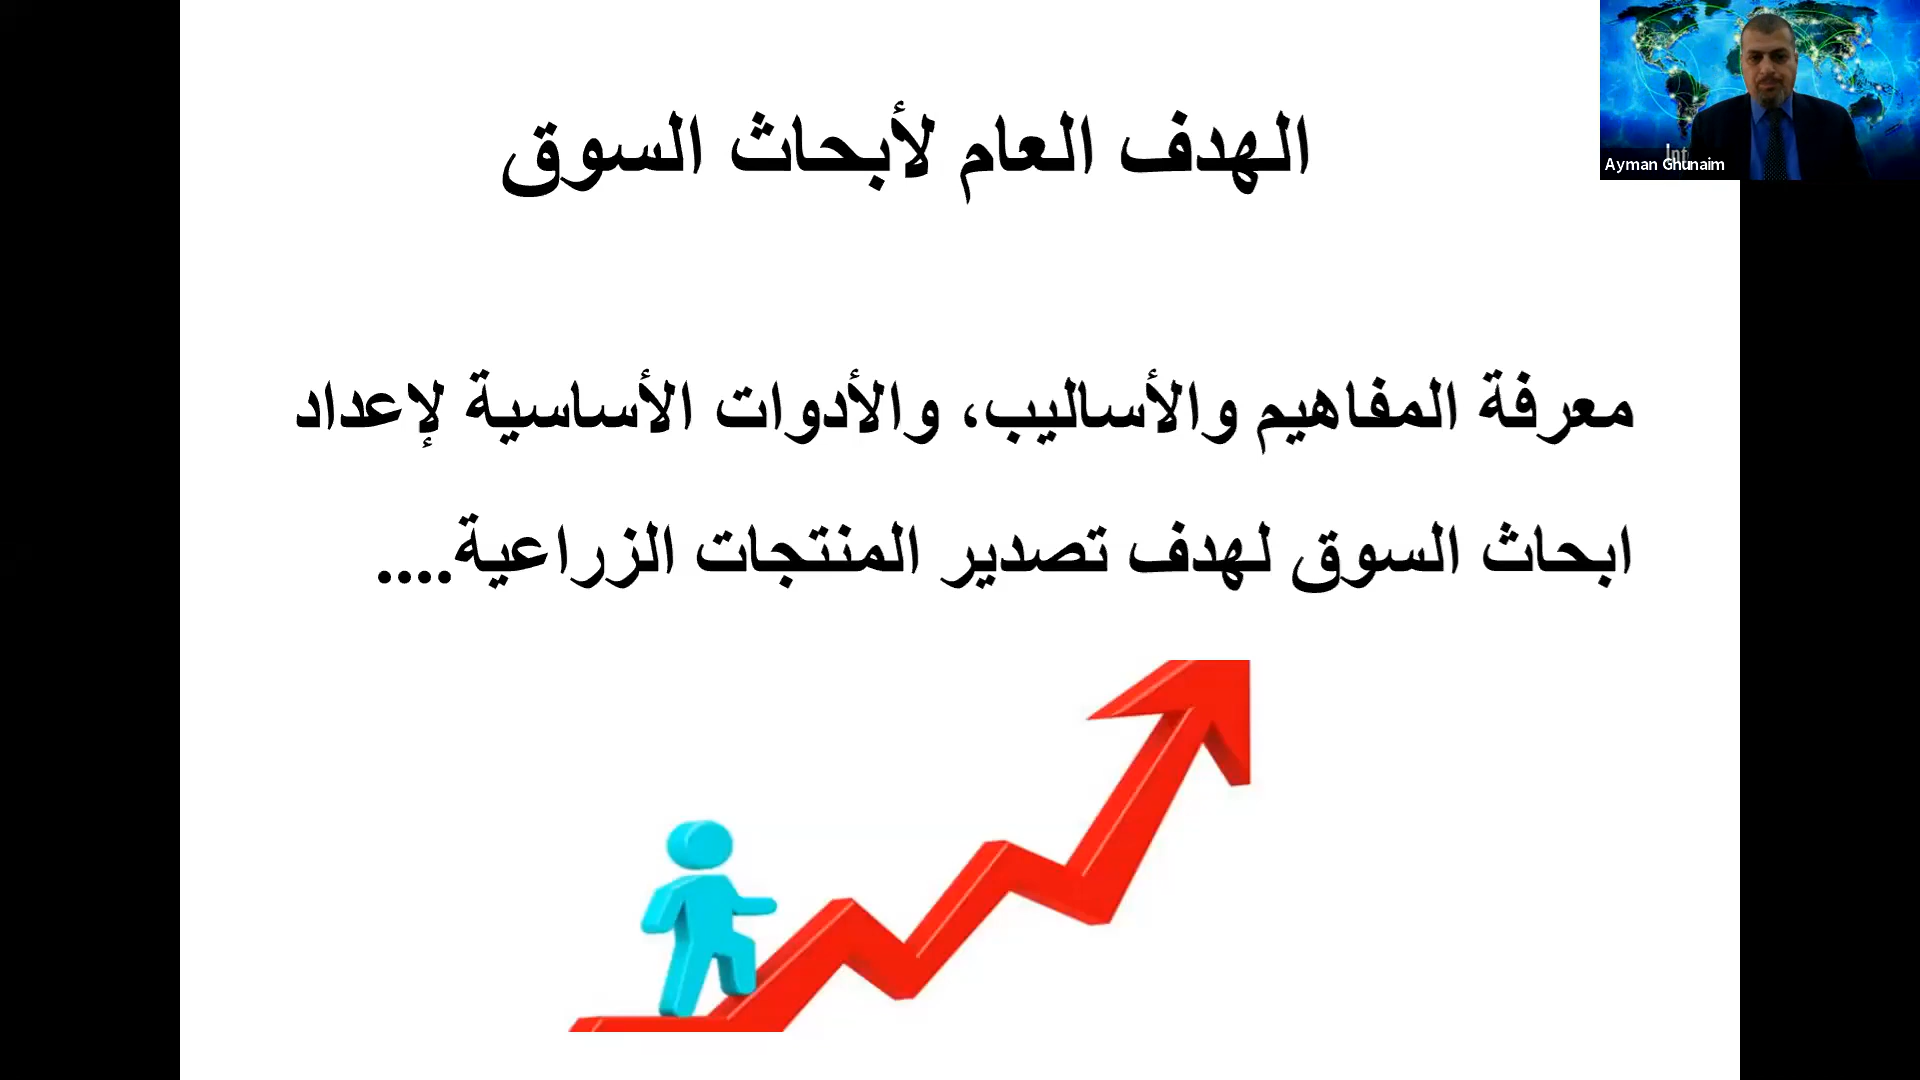 الهدف العام لأبحاث السوق
معرفة المفاهيم والأساليب، والأدوات الأساسية لإعداد
ابحاث السوق لهدف تصدير المنتجات الزراعية....
Ayman Ghunaim